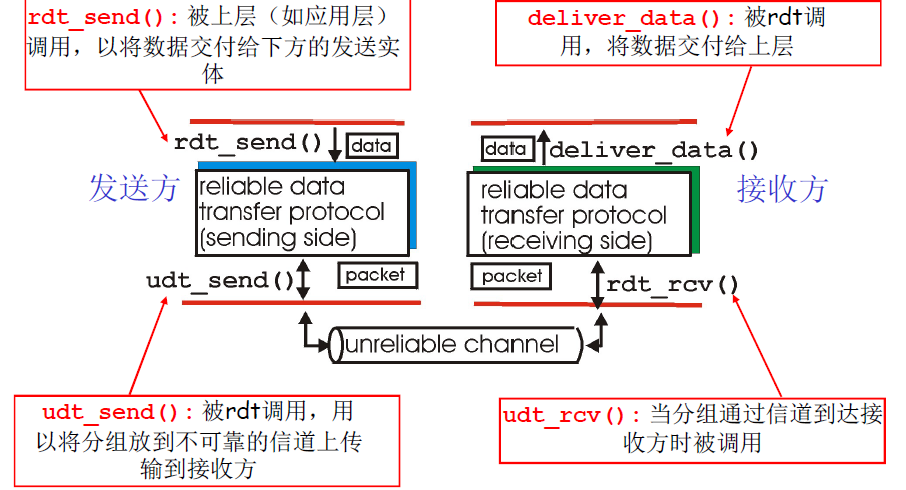 rdt_send(): 被上层（如应用层）
调用，以将数据交付给下方的发送实
体
deliver_data(): 被rdt调
用，将数据交付给上层
rdt_send()
data
data
deliver_data()
发送方
reliable data
transfer protocol
(sending side)
reliable data
transfer protocol
(receiving side)
接收方
udt_send()
packet
packet
rdt_rcv()
unreliable channel
udt_send(): 被rdt调用，用
以将分组放到不可靠的信道上传
输到接收方
udt_rcv(): 当分组通过信道到达接
收方时被调用